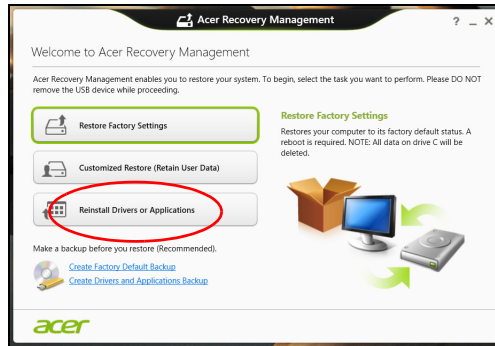 Acer Recovery Management
? _ ×
Welcome to Acer Recovery Management
Acer Recovery Management enables you to restore your system. To begin, select the task you want to perform. Please DO NOT
remove the USB device while proceeding.
Restore Factory Settings
Customized Restore (Retain User Data)
Reinstall Drivers or Applications
Restore Factory Settings
Restores your computer to its factory default status. A
reboot is required. NOTE: All data on drive C will be
deleted.
Make a backup before you restore (Recommended).
Create Factory Default Backup
Create Drivers and Applications Backup
acer